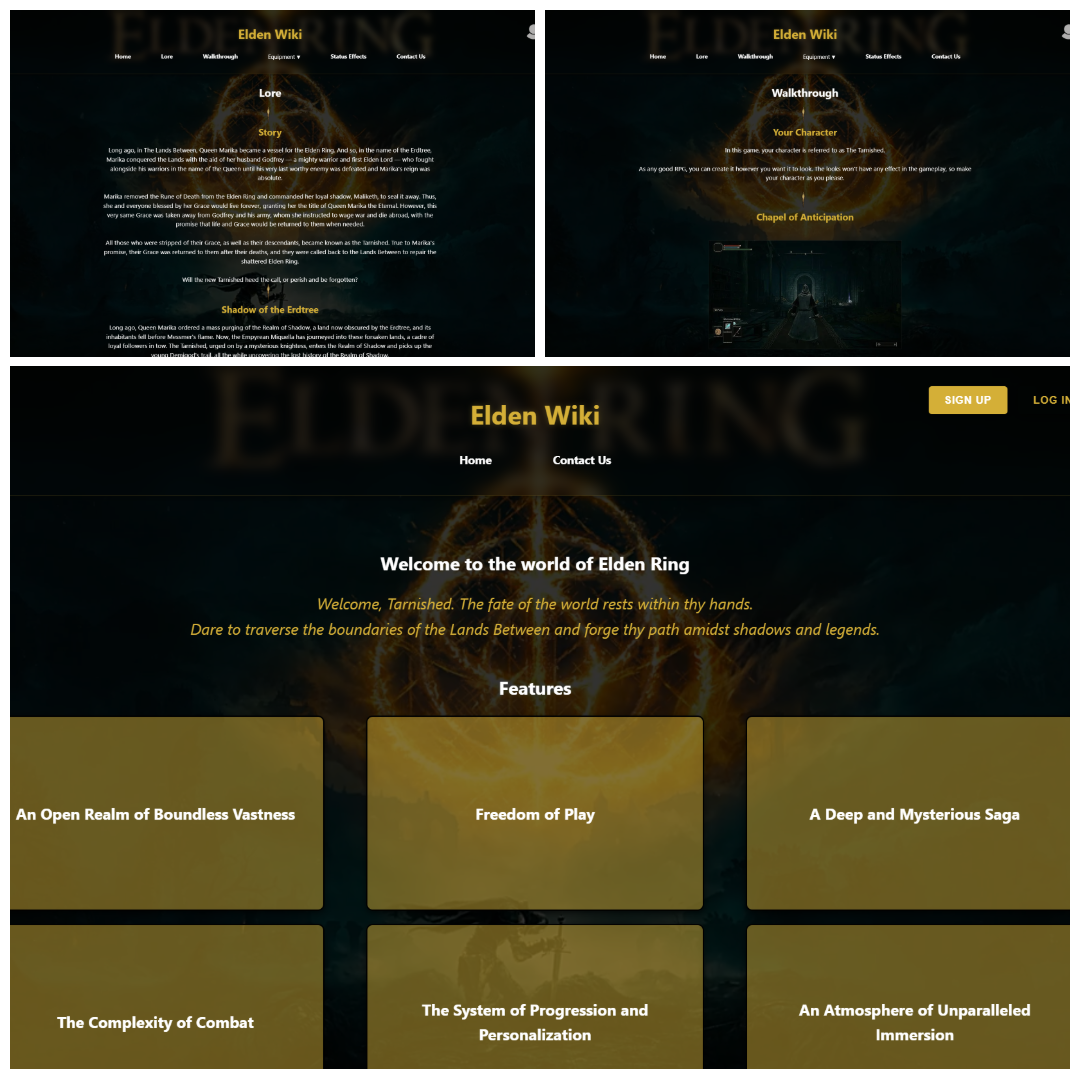 ELDEN RING
Elden Wiki
Home Lore Walkthrough Equipment ▼ Status Effects Contact Us
Lore
Story
Long ago, in The Lands Between, Queen Marika became a vessel for the Elden Ring. And so, in the name of the Erdtree,
Marika conquered the Lands with the aid of her husband Godfrey — a mighty warrior and first Elden Lord — who fought
alongside his warriors in the name of the Queen until his very last worthy enemy was defeated and Marika's reign was
absolute.
Marika removed the Rune of Death from the Elden Ring and commanded her loyal shadow, Maliketh, to seal it away. Thus,
she and everyone blessed by her Grace would live forever, granting her the title of Queen Marika the Eternal. However, this
very same Grace was taken away from Godfrey and his army, whom she instructed to wage war and die abroad, with the
promise that life and Grace would be returned to them when needed.
All those who were stripped of their Grace, as well as their descendants, became known as the Tarnished. True to Marika's
promise, their Grace was returned to them after their deaths, and they were called back to the Lands Between to repair the
shattered Elden Ring.
Will the new Tarnished heed the call, or perish and be forgotten?
Shadow of the Erdtree
Long ago, Queen Marika ordered a mass purging of the Realm of Shadow, a land now obscured by the Erdtree, and its
inhabitants fell before Messmer's flame. Now, the Empyrean Miquella has journeyed into these forsaken lands, a cadre of
loyal followers in tow. The Tarnished, urged on by a mysterious knightess, enters the Realm of Shadow and picks up the
young Demigod's trail, all the while uncovering the lost history of the Realm of Shadow.
ELDEN RING
Elden Wiki
Home Lore Walkthrough Equipment ▼ Status Effects Contact Us
Walkthrough
Your Character
In this game, your character is referred to as The Tarnished.
As any good RPG, you can create it however you want it to look. The looks won't have any effect in the gameplay, so make
your character as you please.
Chapel of Anticipation
ELDEN RING
Elden Wiki
SIGN UP LOG IN
Home Contact Us
Welcome to the world of Elden Ring
Welcome, Tarnished. The fate of the world rests within thy hands.
Dare to traverse the boundaries of the Lands Between and forge thy path amidst shadows and legends.
Features
An Open Realm of Boundless Vastness
Freedom of Play
A Deep and Mysterious Saga
The Complexity of Combat
The System of Progression and
Personalization
An Atmosphere of Unparalleled
Immersion